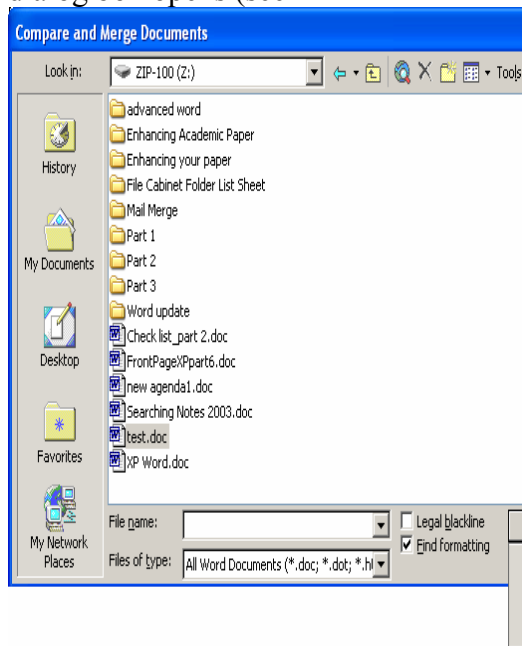 Compare and Merge Documents
Look in: ZIP-100 (Z:) Tools
advanced word
Enhancing Academic Paper
Enhancing your paper
File Cabinet Folder List Sheet
Mail Merge
Part 1
Part 2
Part 3
Word update
Check list_part 2.doc
FrontPageXPpart6.doc
new agenda1.doc
Searching Notes 2003.doc
test.doc
XP Word.doc
History
My Documents
Desktop
Favorites
My Network
Places
File name:
Legal blackline
Find formatting
Files of type: All Word Documents (*.doc; *.dot; *.h